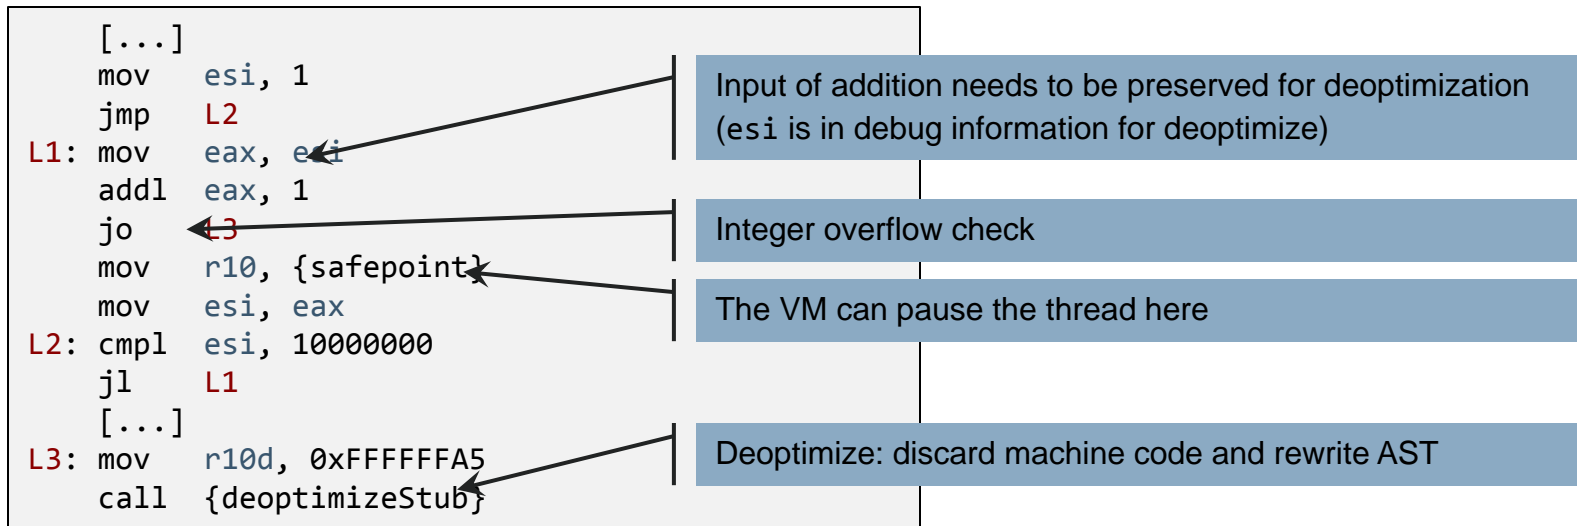 [...]
mov esi, 1
jmp L2
L1: mov eax, esi
addl eax, 1
jo L3
mov r10, {safepoint}
mov esi, eax
L2: cmpl esi, 10000000
jl L1
[...]
L3: mov r10d, 0xFFFFFFA5
call {deoptimizeStub}
Input of addition needs to be preserved for deoptimization
(esi is in debug information for deoptimize)
Integer overflow check
The VM can pause the thread here
Deoptimize: discard machine code and rewrite AST